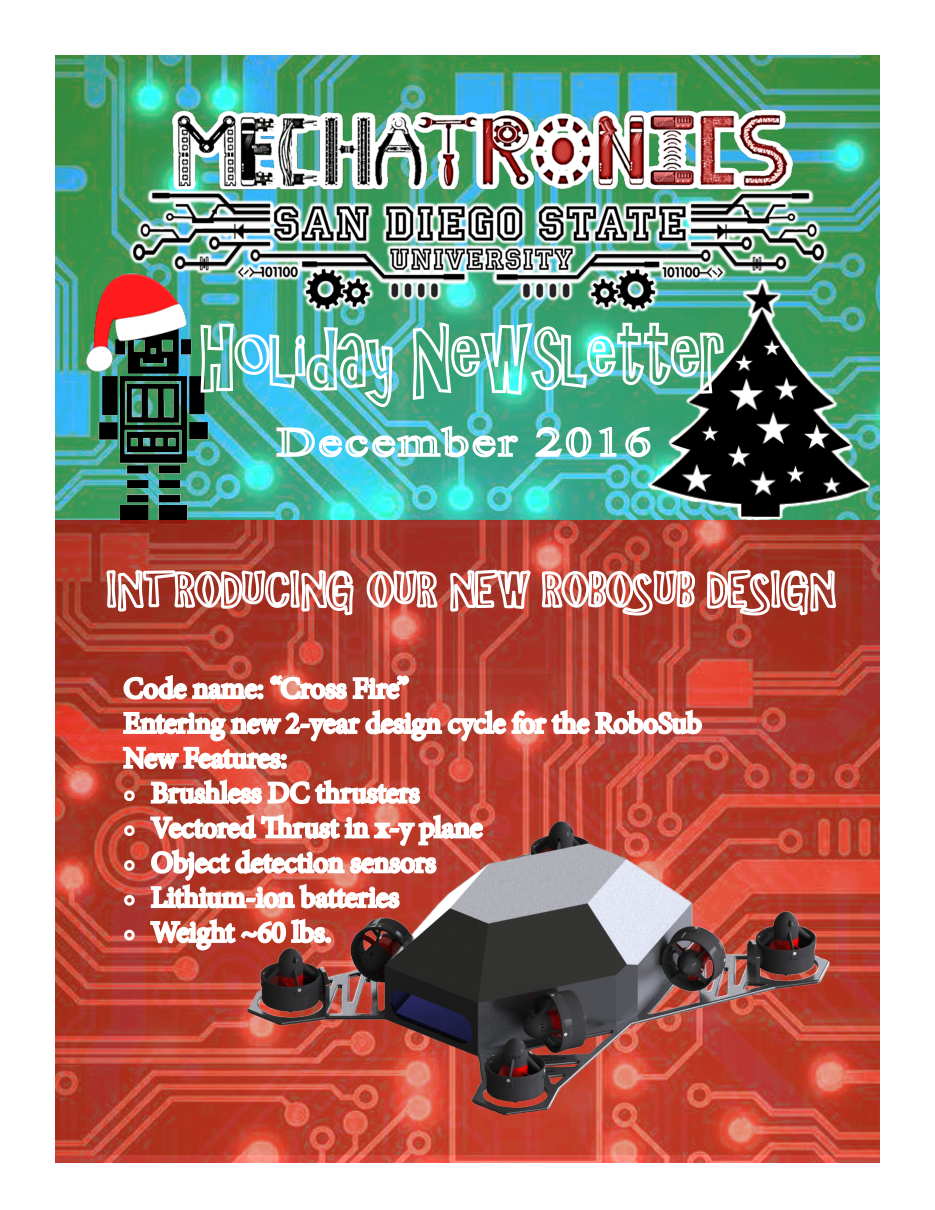 MECHATRONICS
SAN DIEGO STATE
UNIVERSITY
<·/>-101100 101100-<·/>
HOLiday NeWSLetter
December 2016
INTRODUCING OUR NEW ROBOSUB DESIGN
Code name: “Cross Fire”
Entering new 2-year design cycle for the RoboSub
New Features:
○ Brushless DC thrusters
○ Vectored Thrust in x-y plane
○ Object detection sensors
○ Lithium-ion batteries
○ Weight ~60 lbs.